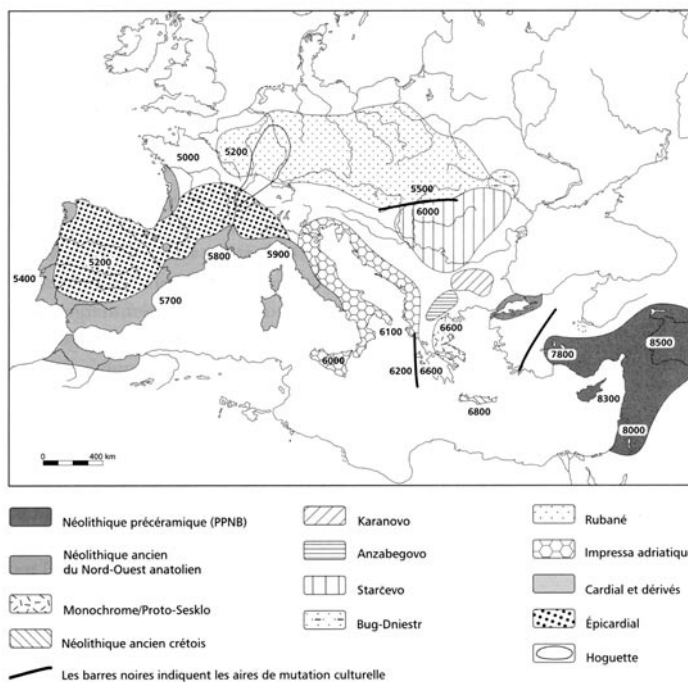 5000
5200
5500
6000
5200
5800
5900
5400
5700
6100
6000
6200
6600
6600
6800
7800
8500
8300
8000
0 400 km
Néolithique précéramique (PPNB)
Néolithique ancien
du Nord-Ouest anatolien
Monochrome/Proto-Sesklo
Néolithique ancien crétois
Les barres noires indiquent les aires de mutation culturelle
Karanovo
Anzabegovo
Starčevo
Bug-Dniestr
Rubané
Impressa adriatique
Cardial et dérivés
Épicardial
Hoguette